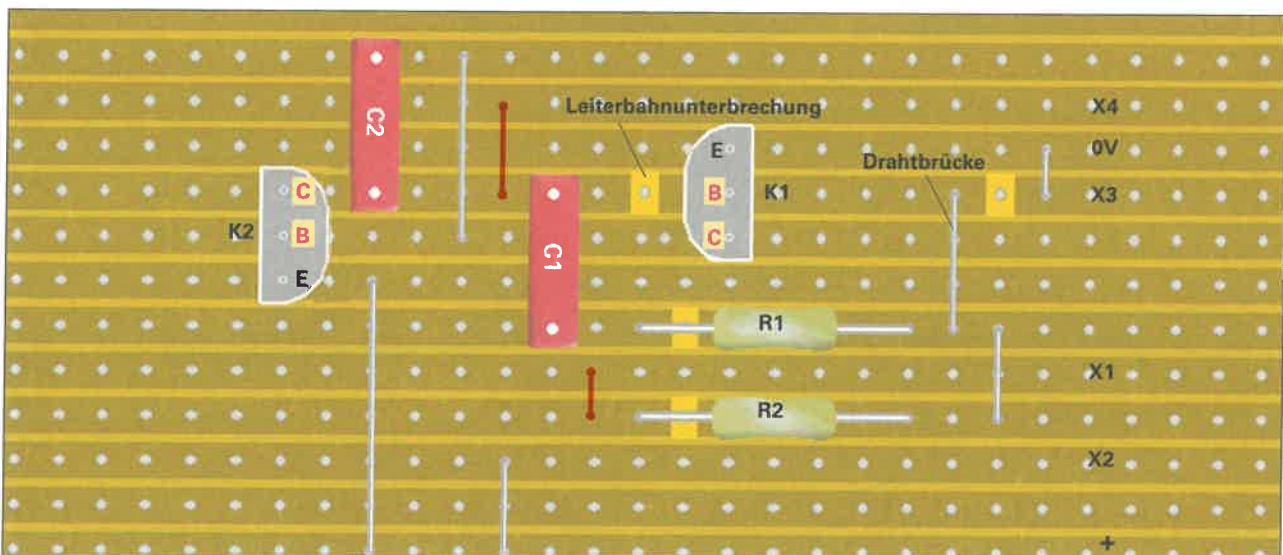 C2
Leiterbahnunterbrechung
X4
E
0V
Drahtbrücke
C
B
K1
X3
K2
B
C1
C
E
R1
X1
R2
X2
+